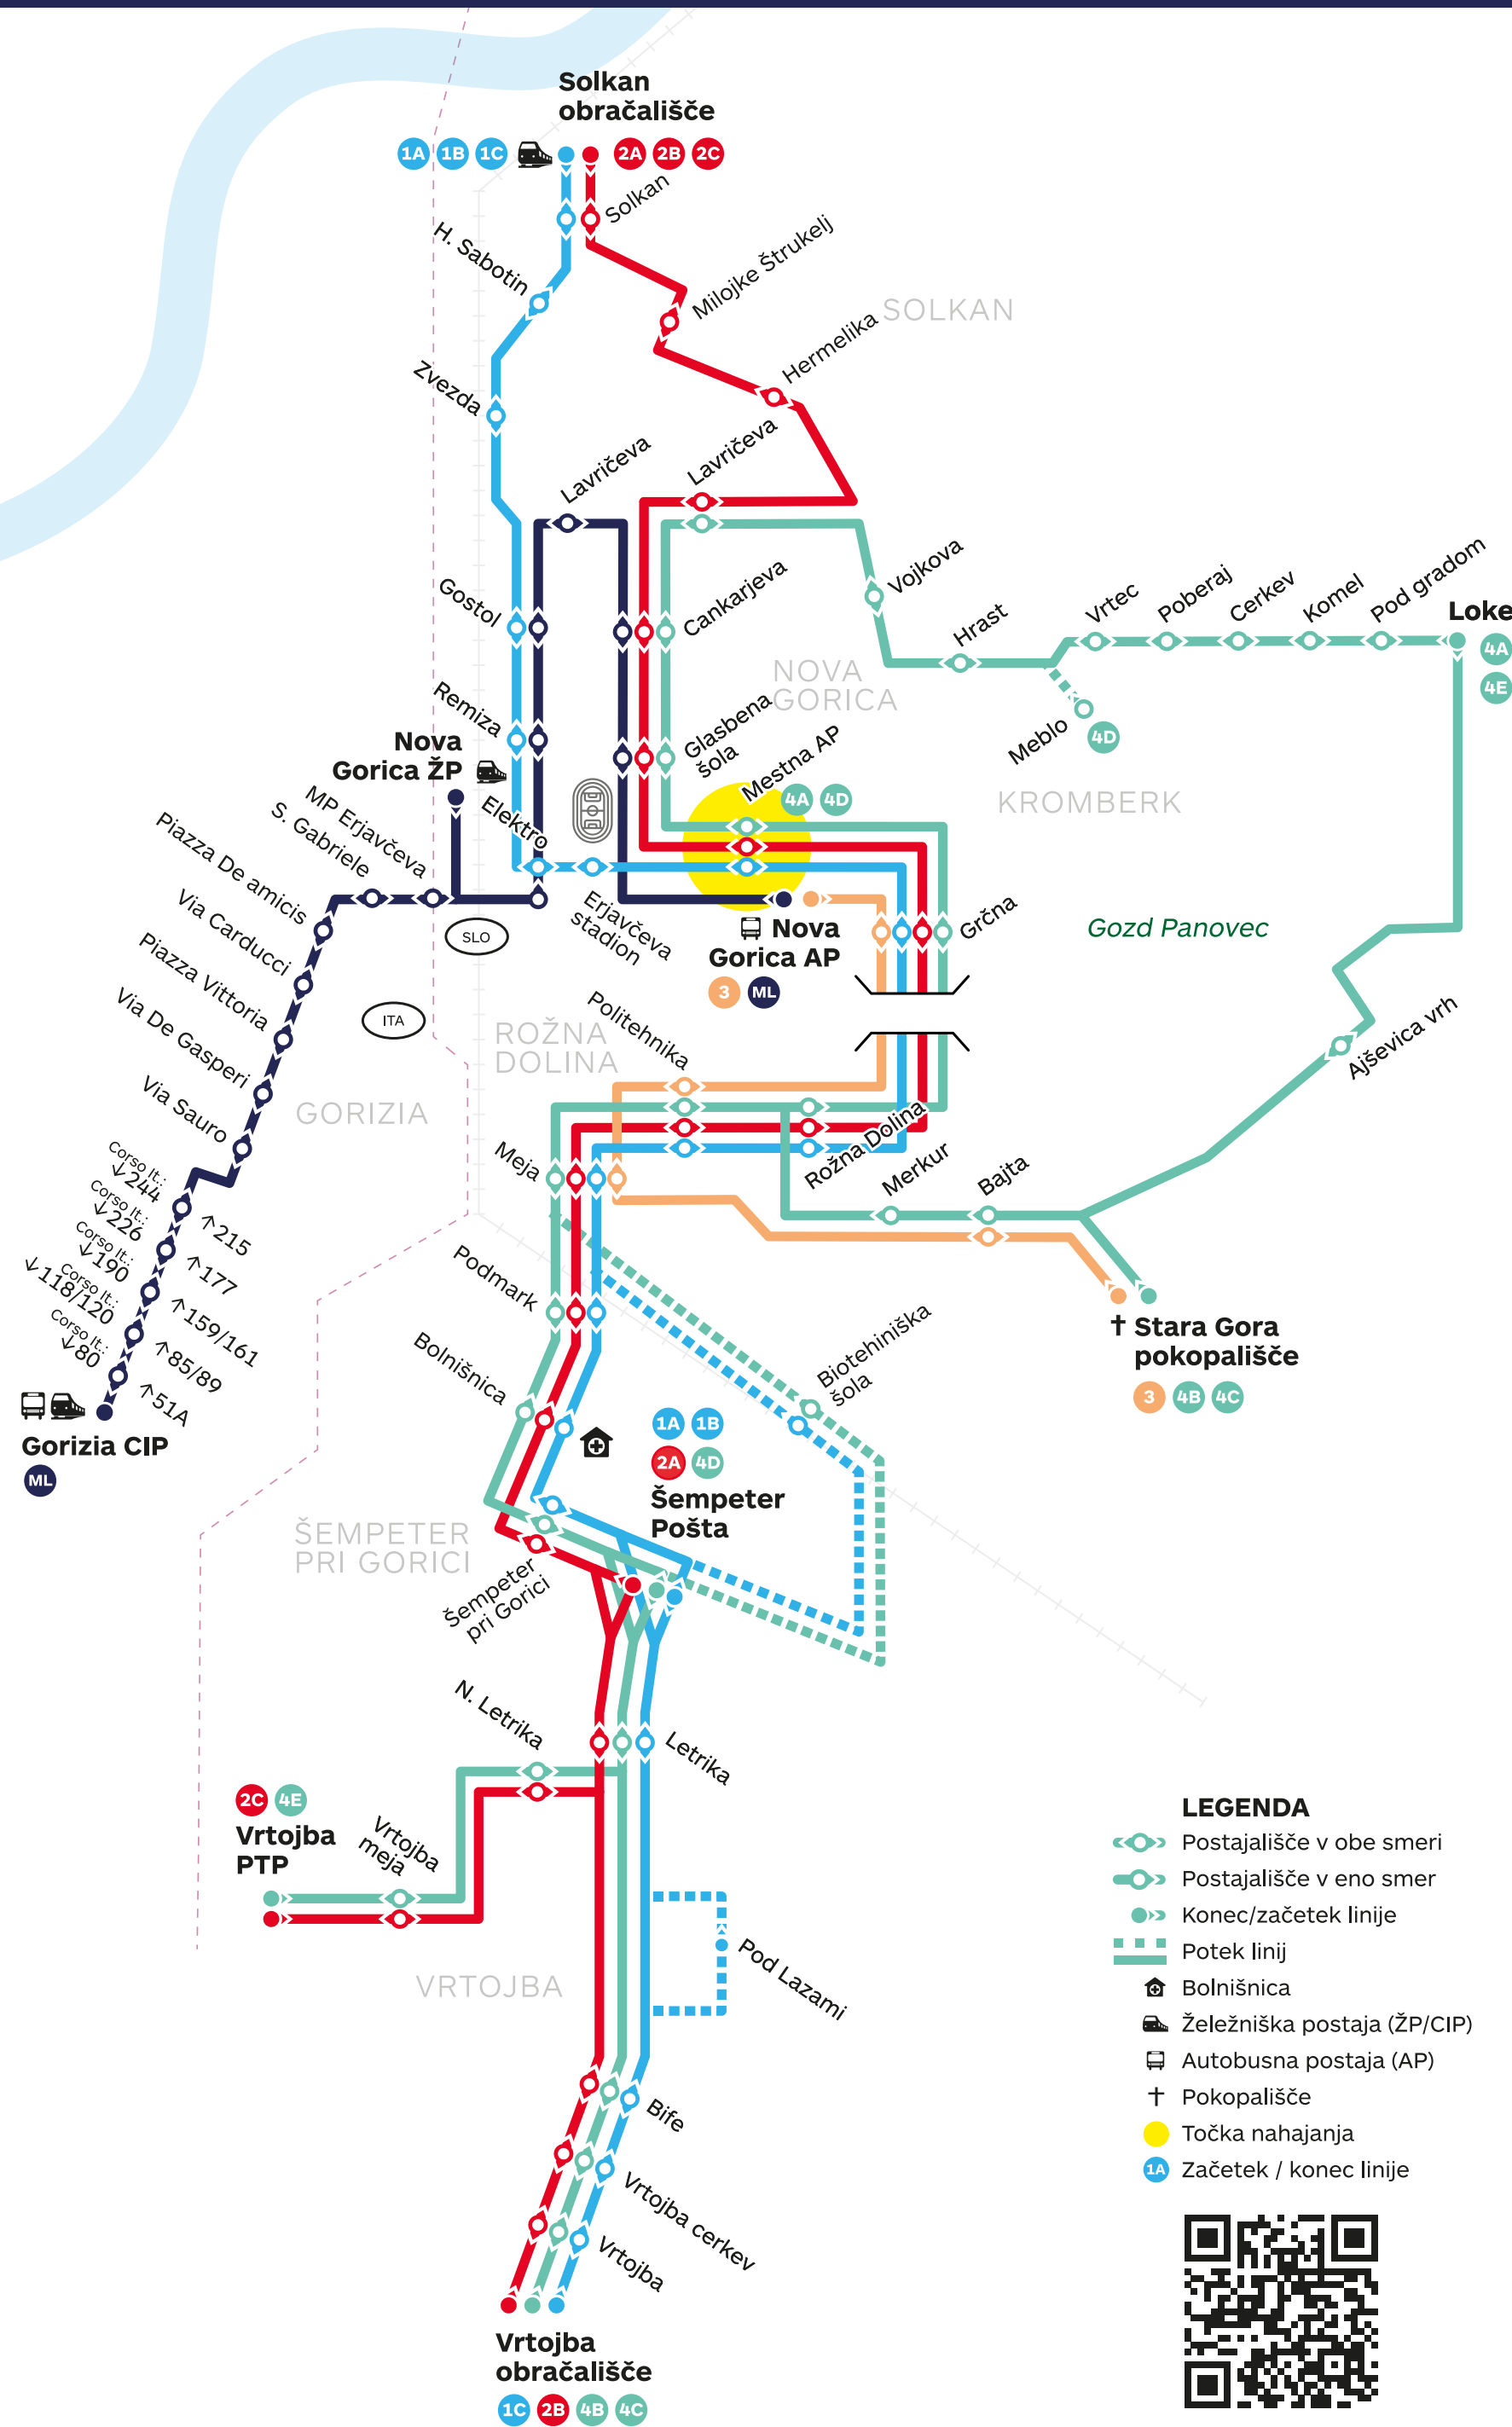 Solkan
obračališče
1A 1B 1C
2A 2B 2C
Solkan
H. Sabotin
Milojke Štrukelj
SOLKAN
Hermelika
Zvezda
Lavričeva
Lavričeva
Gostol
Cankarjeva
Vojkova
Hrast
Vrtec
Poberaj
Cerkev
Komel
Pod gradom
Loke
4A
4E
NOVA
GORICA
Meblo
4D
Remiza
Glasbena
šola
Mestna AP
4A 4D
KROMBERK
Nova
Gorica ŽP
Elektro
MP Erjavčeva
S. Gabriele
Piazza De amicis
Via Carducci
Piazza Vittoria
Via De Gasperi
Via Sauro
SLO
ITA
Erjavčeva
stadion
Nova
Gorica AP
3 ML
Grčna
Gozd Panovec
Politehnika
ROŽNA
DOLINA
GORIZIA
Ajševica vrh
Meja
Rožna Dolina
Merkur
Bajta
Corso It.:
↓244
↑215
Corso It.:
↓226
↑177
Corso It.:
↓190
↑159/161
Corso It.:
↓118/120
↑85/89
Corso It.:
↓80
↑51A
Gorizia CIP
ML
Podmark
Bolnišnica
Biotehiniška
šola
† Stara Gora
pokopališče
3 4B 4C
1A 1B
2A 4D
Šempeter
Pošta
ŠEMPETER
PRI GORICI
Šempeter
pri Gorici
N. Letrika
Letrika
2C 4E
Vrtojba
PTP
Vrtojba
meja
VRTOJBA
Pod Lazami
Bife
Vrtojba cerkev
Vrtojba
Vrtojba
obračališče
1C 2B 4B 4C
LEGENDA
Postajališče v obe smeri
Postajališče v eno smer
Konec/začetek linije
Potek linij
Bolnišnica
Želežniška postaja (ŽP/CIP)
Autobusna postaja (AP)
† Pokopališče
Točka nahajanja
1A Začetek / konec linije